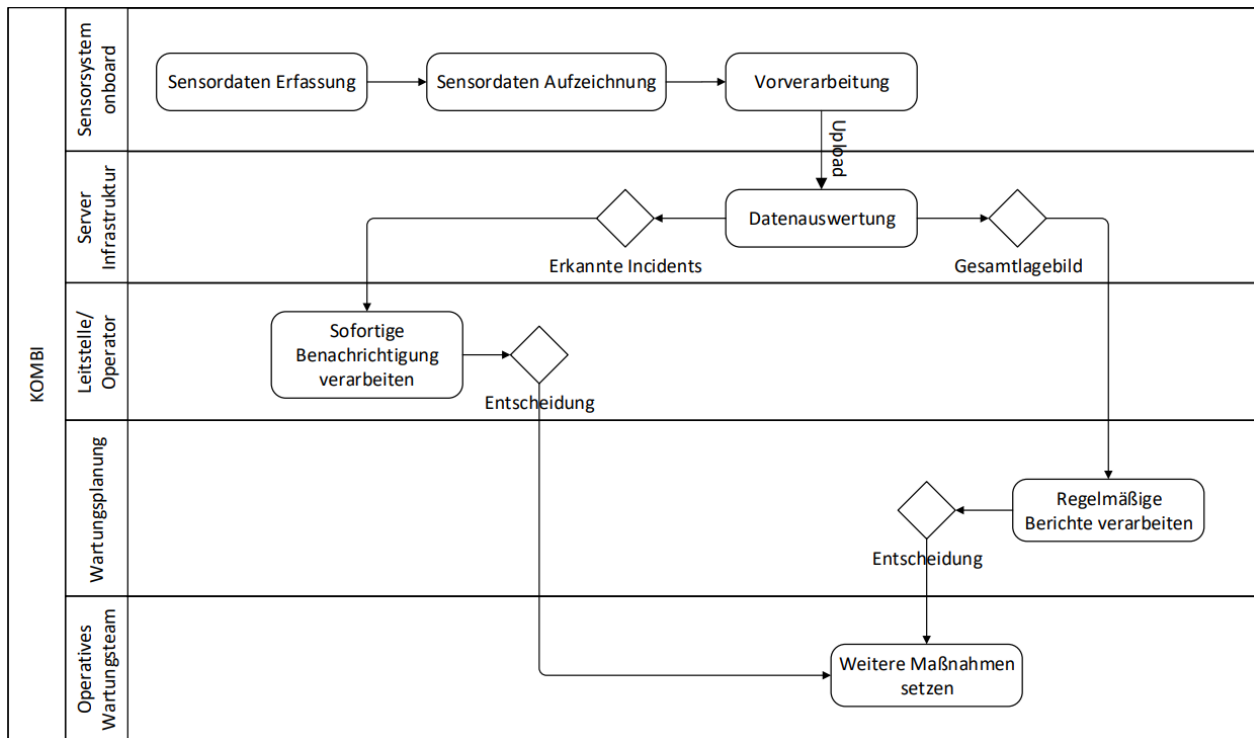 KOMBI
Sensorsystem
onboard
Sensordaten Erfassung
Sensordaten Aufzeichnung
Vorverarbeitung
Upload
Server
Infrastruktur
Datenauswertung
Erkannte Incidents
Gesamtlagebild
Leitstelle/
Operator
Sofortige
Benachrichtigung
verarbeiten
Entscheidung
Wartungsplanung
Regelmäßige
Berichte verarbeiten
Entscheidung
Operatives
Wartungsteam
Weitere Maßnahmen
setzen